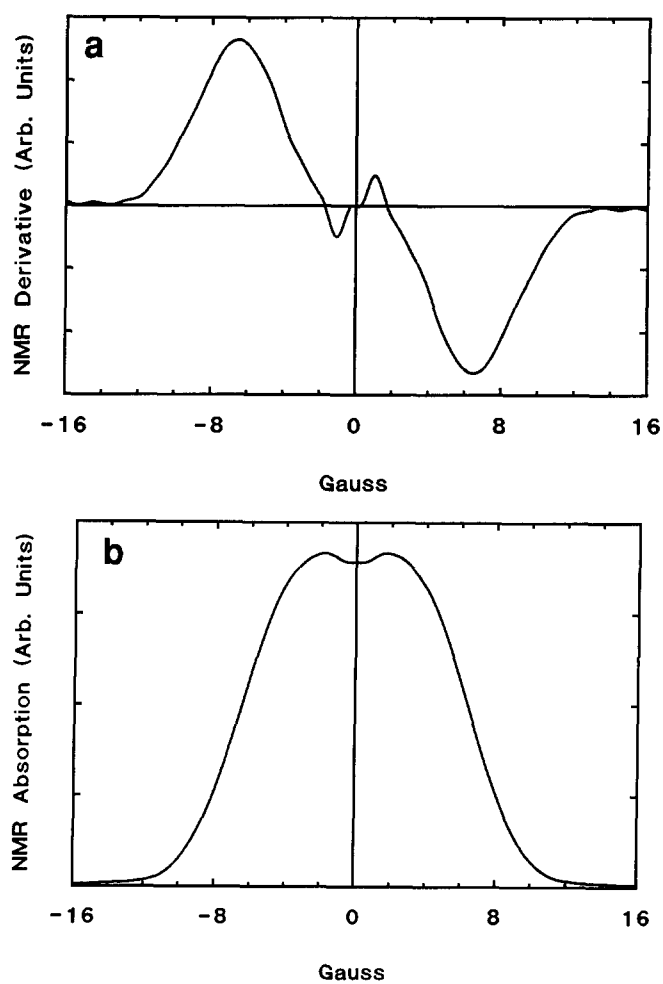 a
NMR Derivative (Arb. Units)
-16 -8 0 8 16
Gauss
b
NMR Absorption (Arb. Units)
-16 -8 0 8 16
Gauss